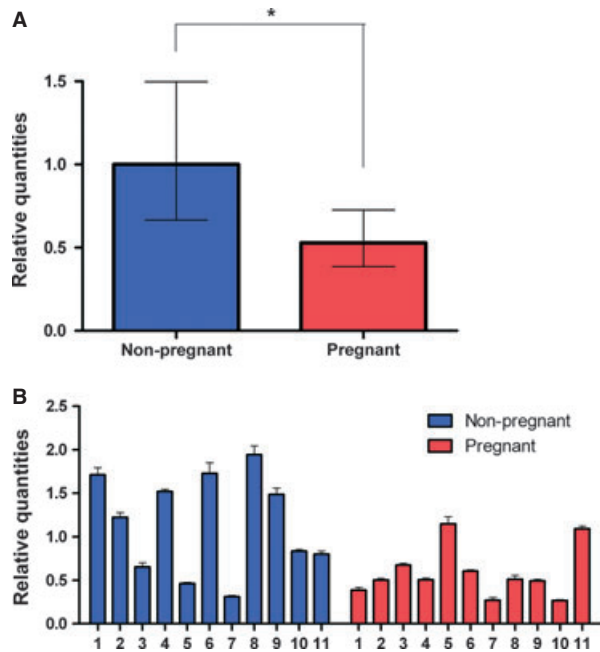 A
*
Relative quantities
1.5
1.0
0.5
0.0
Non-pregnant Pregnant
B
Relative quantities
2.5
2.0
1.5
1.0
0.5
0.0
Non-pregnant
Pregnant
1 2 3 4 5 6 7 8 9 10 11 1 2 3 4 5 6 7 8 9 10 11